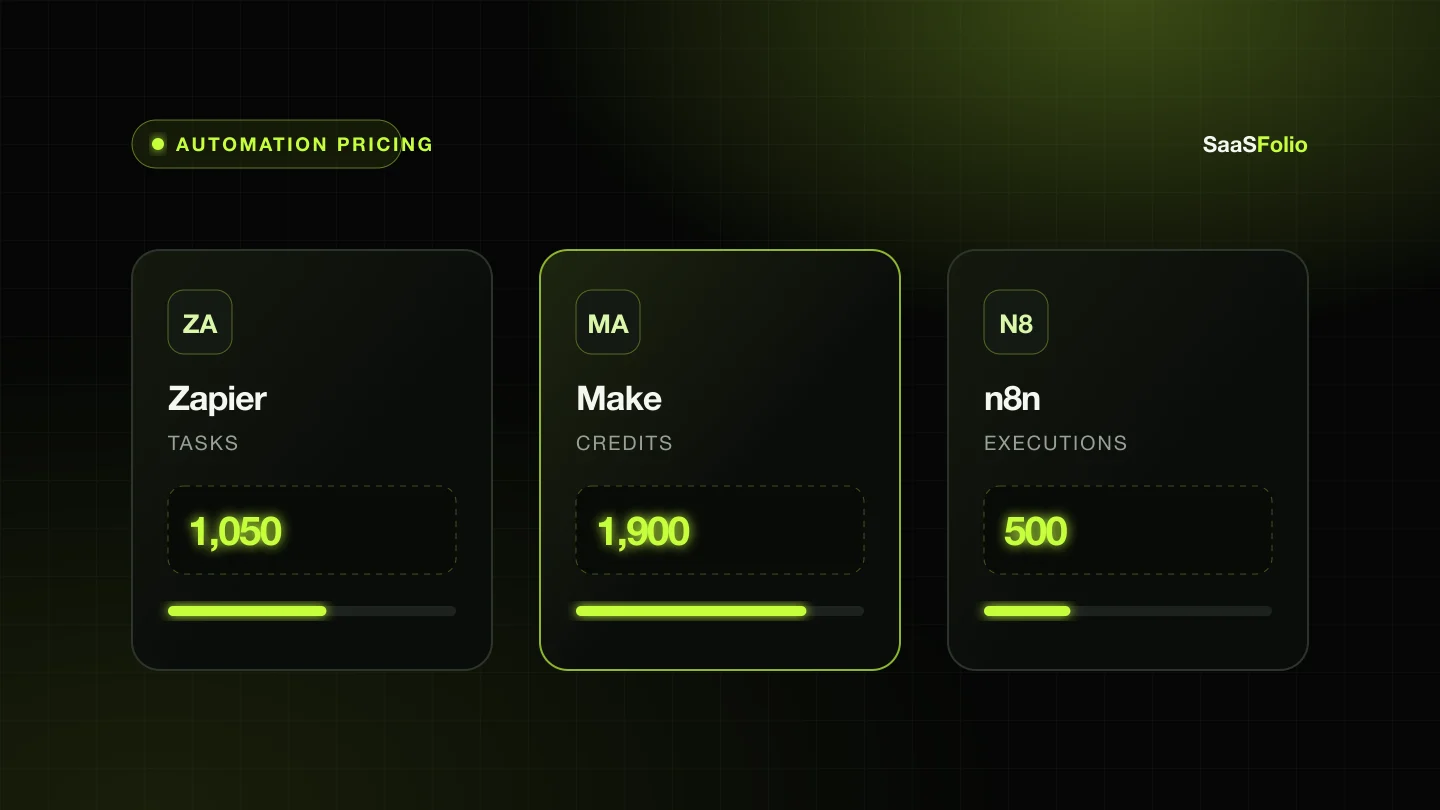 AUTOMATION PRICING
SaaSFolio
ZA
Zapier
TASKS
1,050
MA
Make
CREDITS
1,900
N8
n8n
EXECUTIONS
500